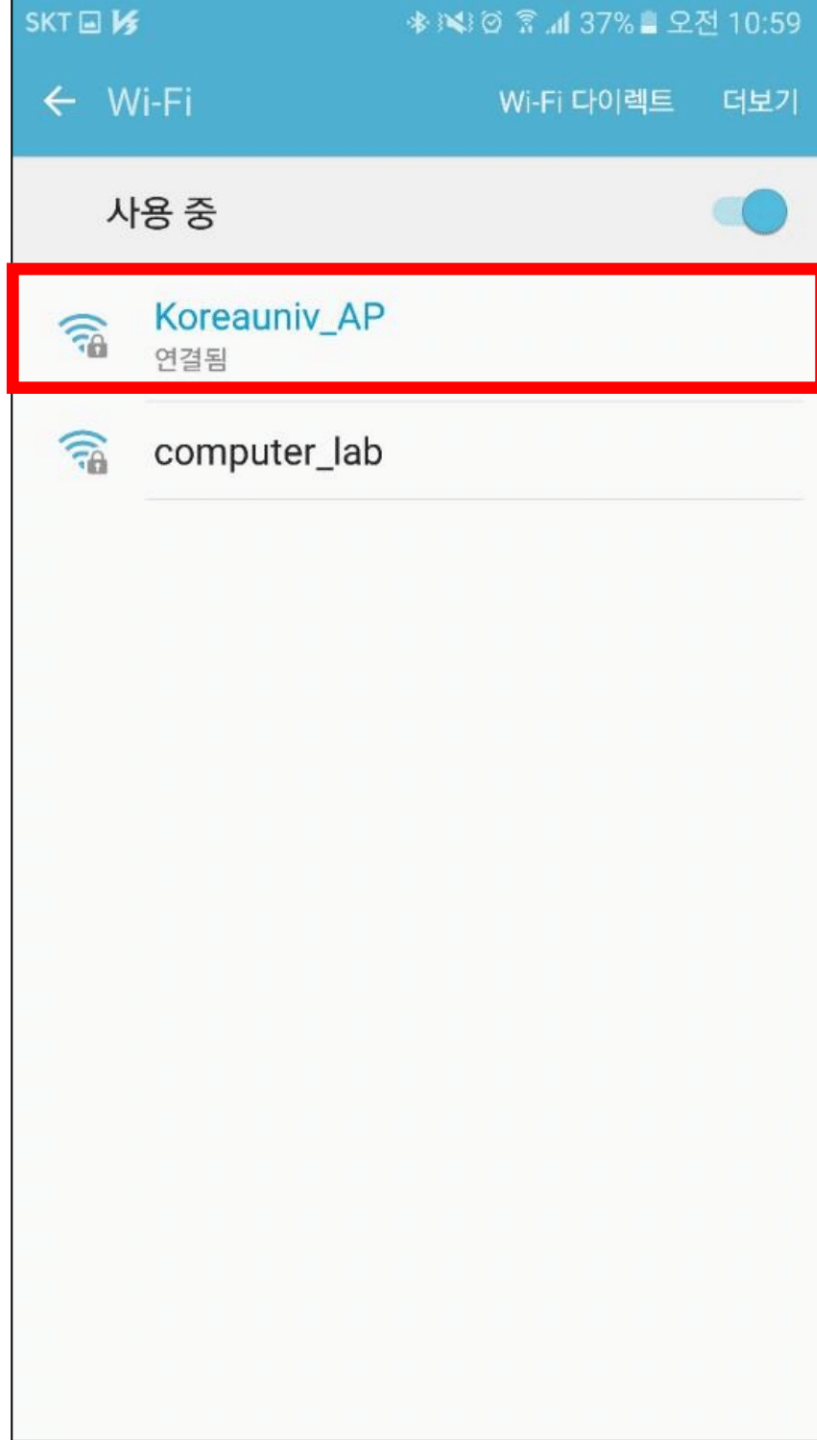 SKT 37% 오전 10:59
Wi-Fi Wi-Fi 다이렉트 더보기
사용 중
Koreauniv_AP
연결됨
computer_lab